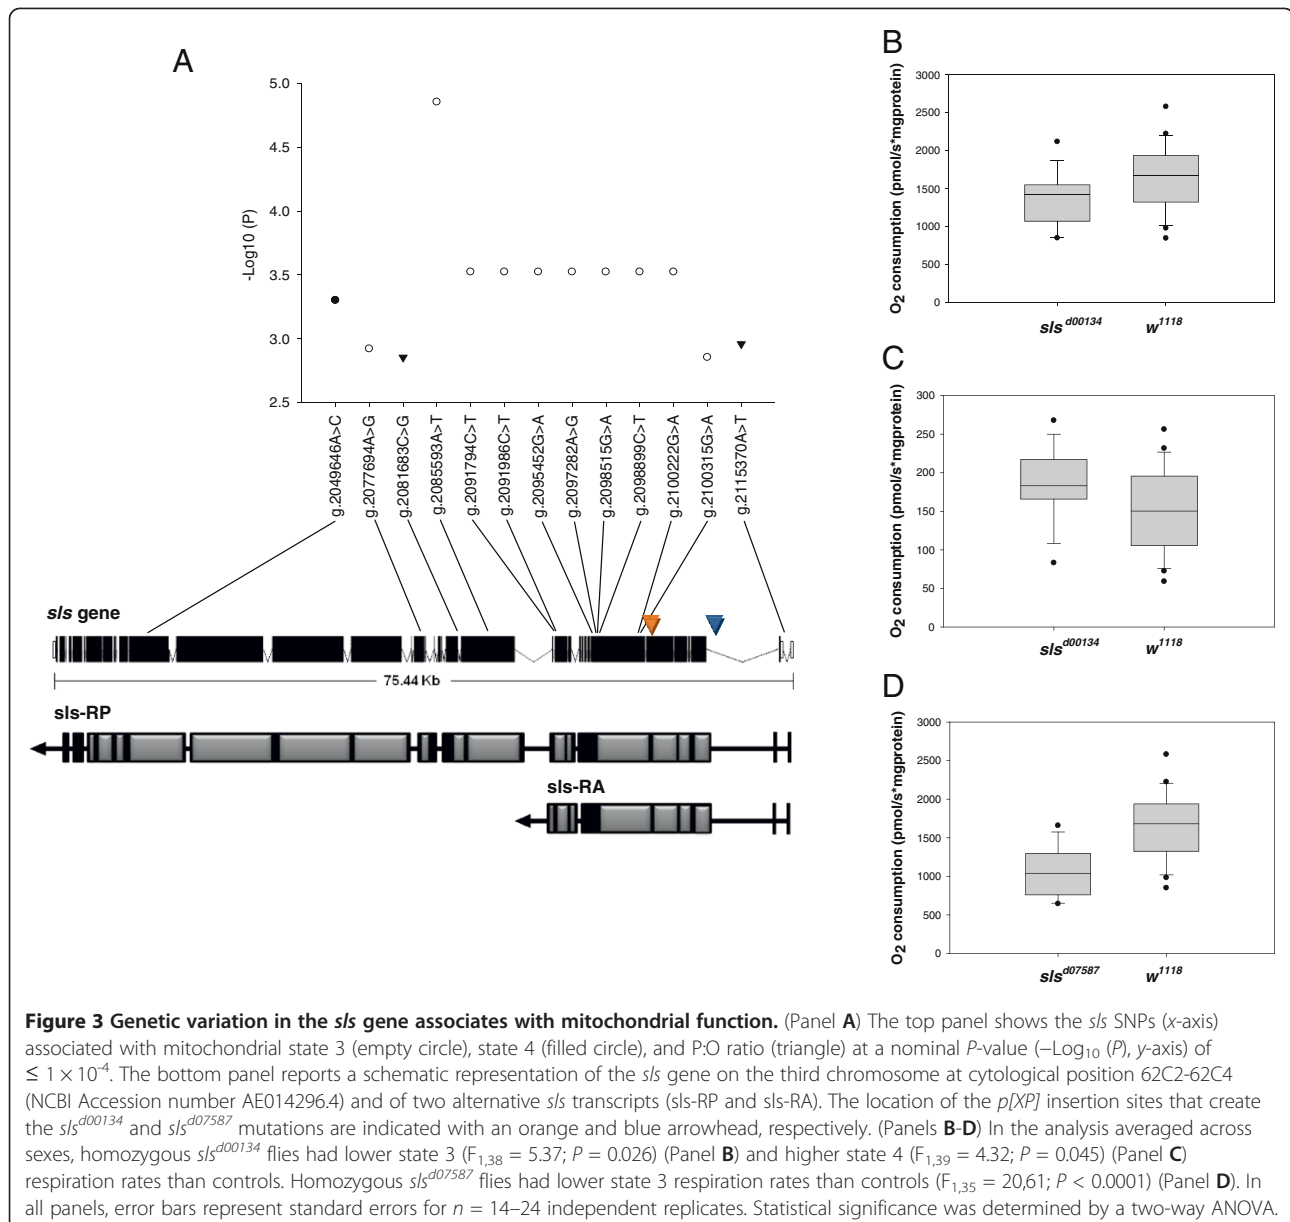 A
5.0
4.5
4.0
3.5
3.0
2.5
-Log10 (P)
g.2049646A>C
g.2077694A>G
g.2081683C>G
g.2085593A>T
g.2091794C>T
g.2091986C>T
g.2095452G>A
g.2097282A>G
g.2098515G>A
g.2098899C>T
g.2100222G>A
g.2100315G>A
g.2115370A>T
sls gene
75.44 Kb
sls-RP
sls-RA
B
O2 consumption (pmol/s*mgprotein)
3000
2500
2000
1500
1000
500
0
sls^d00134 w^1118
C
O2 consumption (pmol/s*mgprotein)
300
250
200
150
100
50
0
sls^d00134 w^1118
D
O2 consumption (pmol/s*mgprotein)
3000
2500
2000
1500
1000
500
0
sls^d07587 w^1118
Figure 3 Genetic variation in the sls gene associates with mitochondrial function. (Panel A) The top panel shows the sls SNPs (x-axis)
associated with mitochondrial state 3 (empty circle), state 4 (filled circle), and P:O ratio (triangle) at a nominal P-value (−Log10 (P), y-axis) of
≤ 1 × 10^-4. The bottom panel reports a schematic representation of the sls gene on the third chromosome at cytological position 62C2-62C4
(NCBI Accession number AE014296.4) and of two alternative sls transcripts (sls-RP and sls-RA). The location of the p[XP] insertion sites that create
the sls^d00134 and sls^d07587 mutations are indicated with an orange and blue arrowhead, respectively. (Panels B-D) In the analysis averaged across
sexes, homozygous sls^d00134 flies had lower state 3 (F1,38 = 5.37; P = 0.026) (Panel B) and higher state 4 (F1,39 = 4.32; P = 0.045) (Panel C)
respiration rates than controls. Homozygous sls^d07587 flies had lower state 3 respiration rates than controls (F1,35 = 20,61; P < 0.0001) (Panel D). In
all panels, error bars represent standard errors for n = 14–24 independent replicates. Statistical significance was determined by a two-way ANOVA.